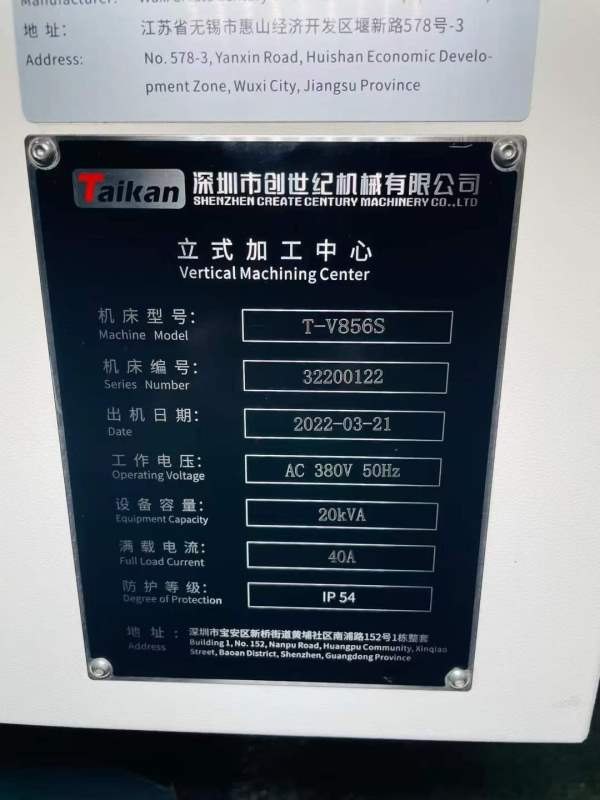 地 址： 江苏省无锡市惠山经济开发区堰新路578号-3
Address: No. 578-3, Yanxin Road, Huishan Economic Develo-
pment Zone, Wuxi City, Jiangsu Province
Taikan 深圳市创世纪机械有限公司
SHENZHEN CREATE CENTURY MACHINERY CO.,LTD
立式加工中心
Vertical Machining Center
机床型号： T-V856S
Machine Model
机床编号： 32200122
Series Number
出机日期： 2022-03-21
Date
工作电压： AC 380V 50Hz
Operating Voltage
设备容量： 20kVA
Equipment Capacity
满载电流： 40A
Full Load Current
防护等级： IP 54
Degree of Protection
地 址： 深圳市宝安区新桥街道黄埔社区南浦路152号1栋整套
Address Building 1, No. 152, Nanpu Road, Huangpu Community, Xinqiao
Street, Baoan District, Shenzhen, Guangdong Province